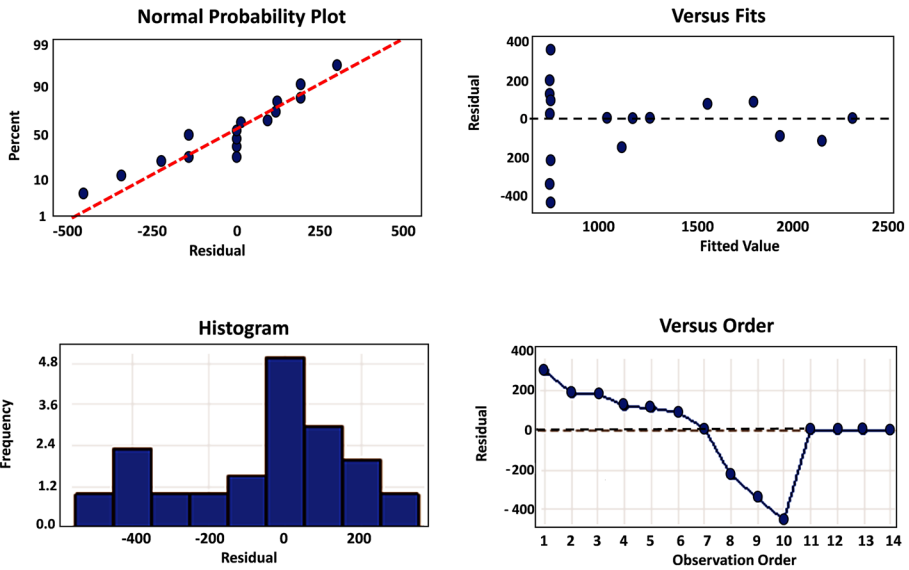 Normal Probability Plot
99
90
50
10
1
Percent
-500 -250 0 250 500
Residual
Versus Fits
400
200
0
200
-400
Residual
1000 1500 2000 2500
Fitted Value
Histogram
4.8
3.6
2.4
1.2
0.0
Frequency
-400 -200 0 200
Residual
Versus Order
400
200
0
-200
- 400
Residual
1 2 3 4 5 6 7 8 9 10 11 12 13 14
Observation Order